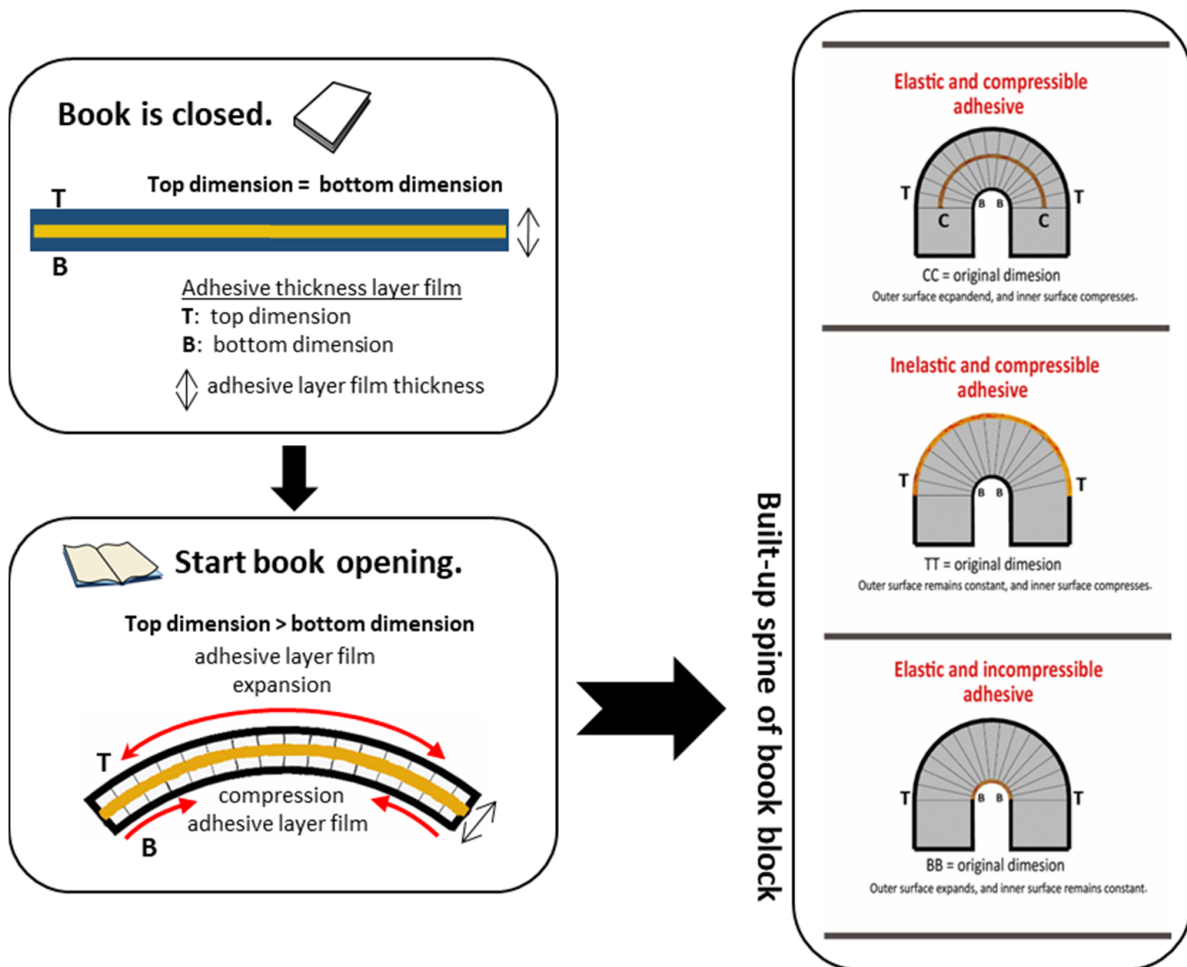 Book is closed.
Top dimension = bottom dimension
T
B
Adhesive thickness layer film
T: top dimension
B: bottom dimension
adhesive layer film thickness
Start book opening.
Top dimension > bottom dimension
adhesive layer film
expansion
T
compression
adhesive layer film
B
Built-up spine of book block
Elastic and compressible
adhesive
T B B T
C C
CC = original dimesion
Outer surface expandend, and inner surface compresses.
Inelastic and compressible
adhesive
T T
B B
TT = original dimesion
Outer surface remains constant, and inner surface compresses.
Elastic and incompressible
adhesive
T B B T
BB = original dimesion
Outer surface expands, and inner surface remains constant.